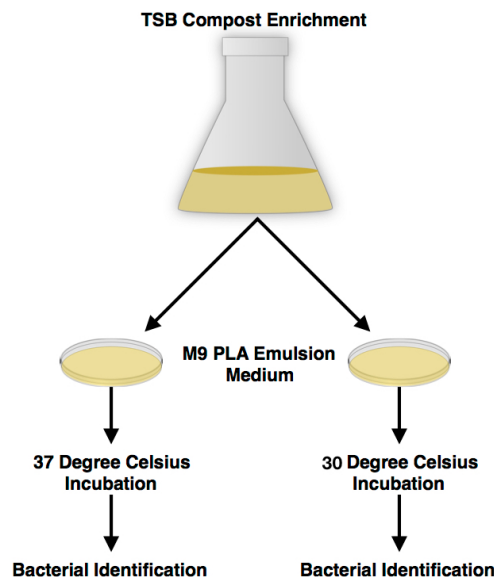 TSB Compost Enrichment
M9 PLA Emulsion
Medium
37 Degree Celsius
Incubation
30 Degree Celsius
Incubation
Bacterial Identification
Bacterial Identification